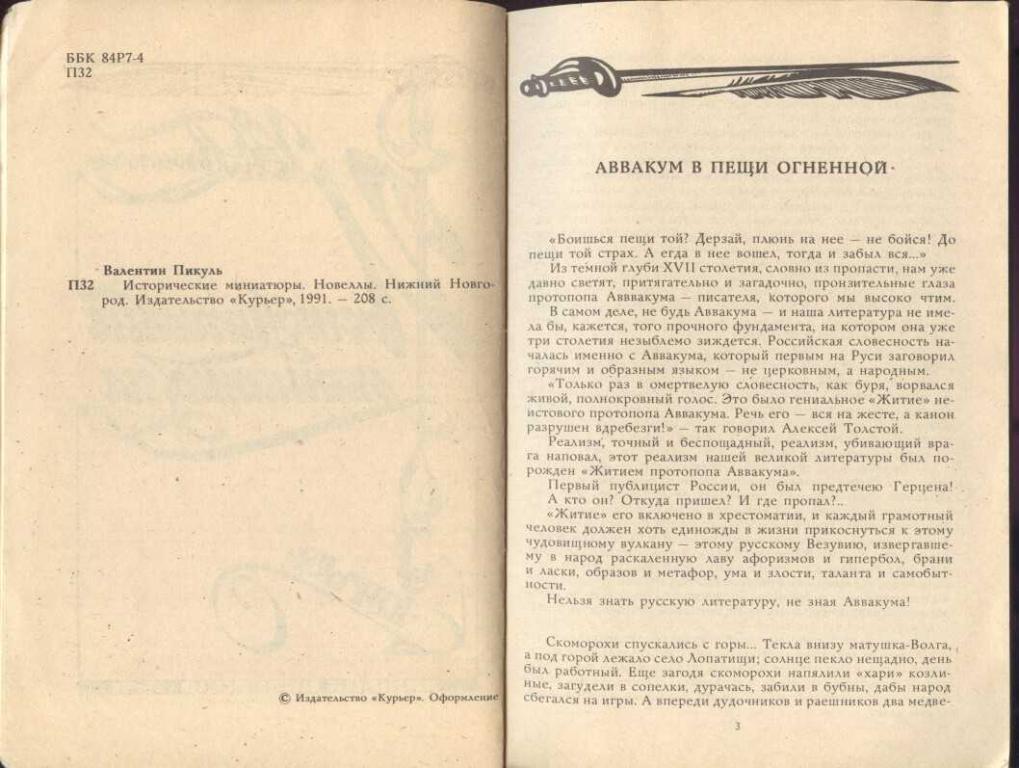 ББК 84Р7-4
П32
Валентин Пикуль
П32 Исторические миниатюры. Новеллы. Нижний Новго-
род. Издательство «Курьер», 1991. — 208 с.
© Издательство «Курьер». Оформление
АВВАКУМ В ПЕЩИ ОГНЕННОЙ
«Боишься пещи той? Дерзай, плюнь на нее — не бойся! До
пещи той страх. А егда в нее вошел, тогда и забыл вся...»
Из темной глуби XVII столетия, словно из пропасти, нам уже
давно светят, притягательно и загадочно, пронзительные глаза
протопопа Авввакума — писателя, которого мы высоко чтим.
В самом деле, не будь Аввакума — и наша литература не име-
ла бы, кажется, того прочного фундамента, на котором она уже
три столетия незыблемо зиждется. Российская словесность на-
чалась именно с Аввакума, который первым на Руси заговорил
горячим и образным языком — не церковным, а народным.
«Только раз в омертвелую словесность, как буря, ворвался
живой, полнокровный голос. Это было гениальное «Житие» не-
истового протопопа Аввакума. Речь его — вся на жесте, а канон
разрушен вдребезги!» — так говорил Алексей Толстой.
Реализм, точный и беспощадный, реализм, убивающий вра-
га наповал, этот реализм нашей великой литературы был по-
рожден «Житием протопопа Аввакума».
Первый публицист России, он был предтечею Герцена!
А кто он? Откуда пришел? И где пропал?..
«Житие» его включено в хрестоматии, и каждый грамотный
человек должен хоть единожды в жизни прикоснуться к этому
чудовищному вулкану — этому русскому Везувию, извергавше-
му в народ раскаленную лаву афоризмов и гипербол, брани
и ласки, образов и метафор, ума и злости, таланта и самобыт-
ности.
Нельзя знать русскую литературу, не зная Аввакума!
Скоморохи спускались с горы... Текла внизу матушка-Волга,
а под горой лежало село Лопатищи; солнце пекло нещадно, день
был работный. Еще загодя скоморохи напялили «хари» козли-
ные, загудели в сопелки, дурачась, забили в бубны, дабы народ
сбегался на игры. А впереди дудочников и раешников два медве-
3